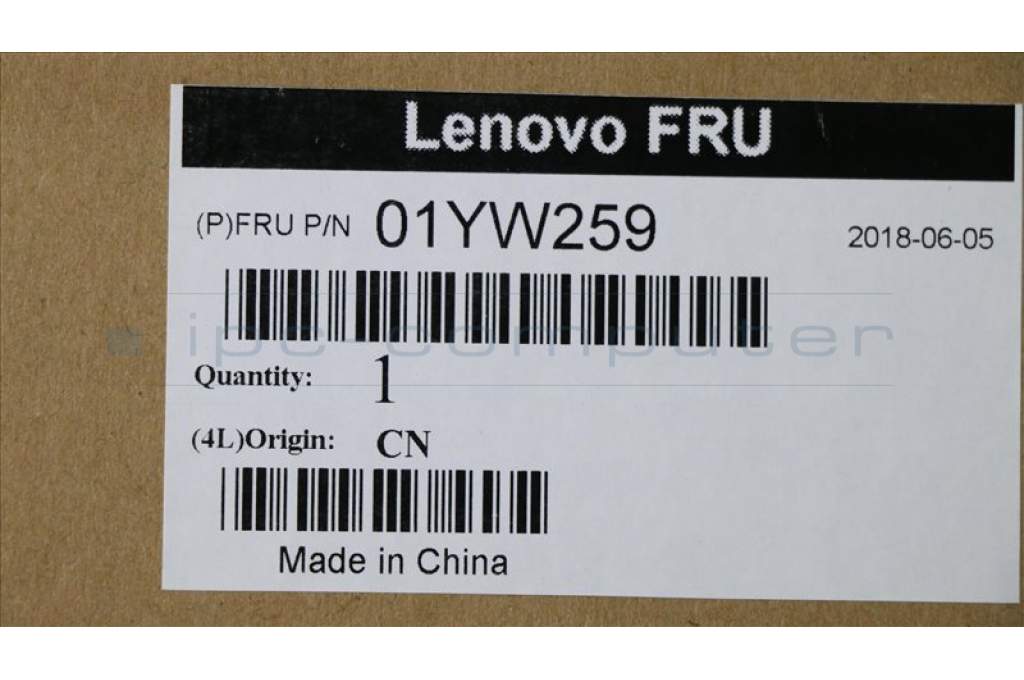 Lenovo FRU
(P)FRU P/N 01YW259 2018-06-05
ipc-computer
Quantity: 1
(4L)Origin: CN
Made in China